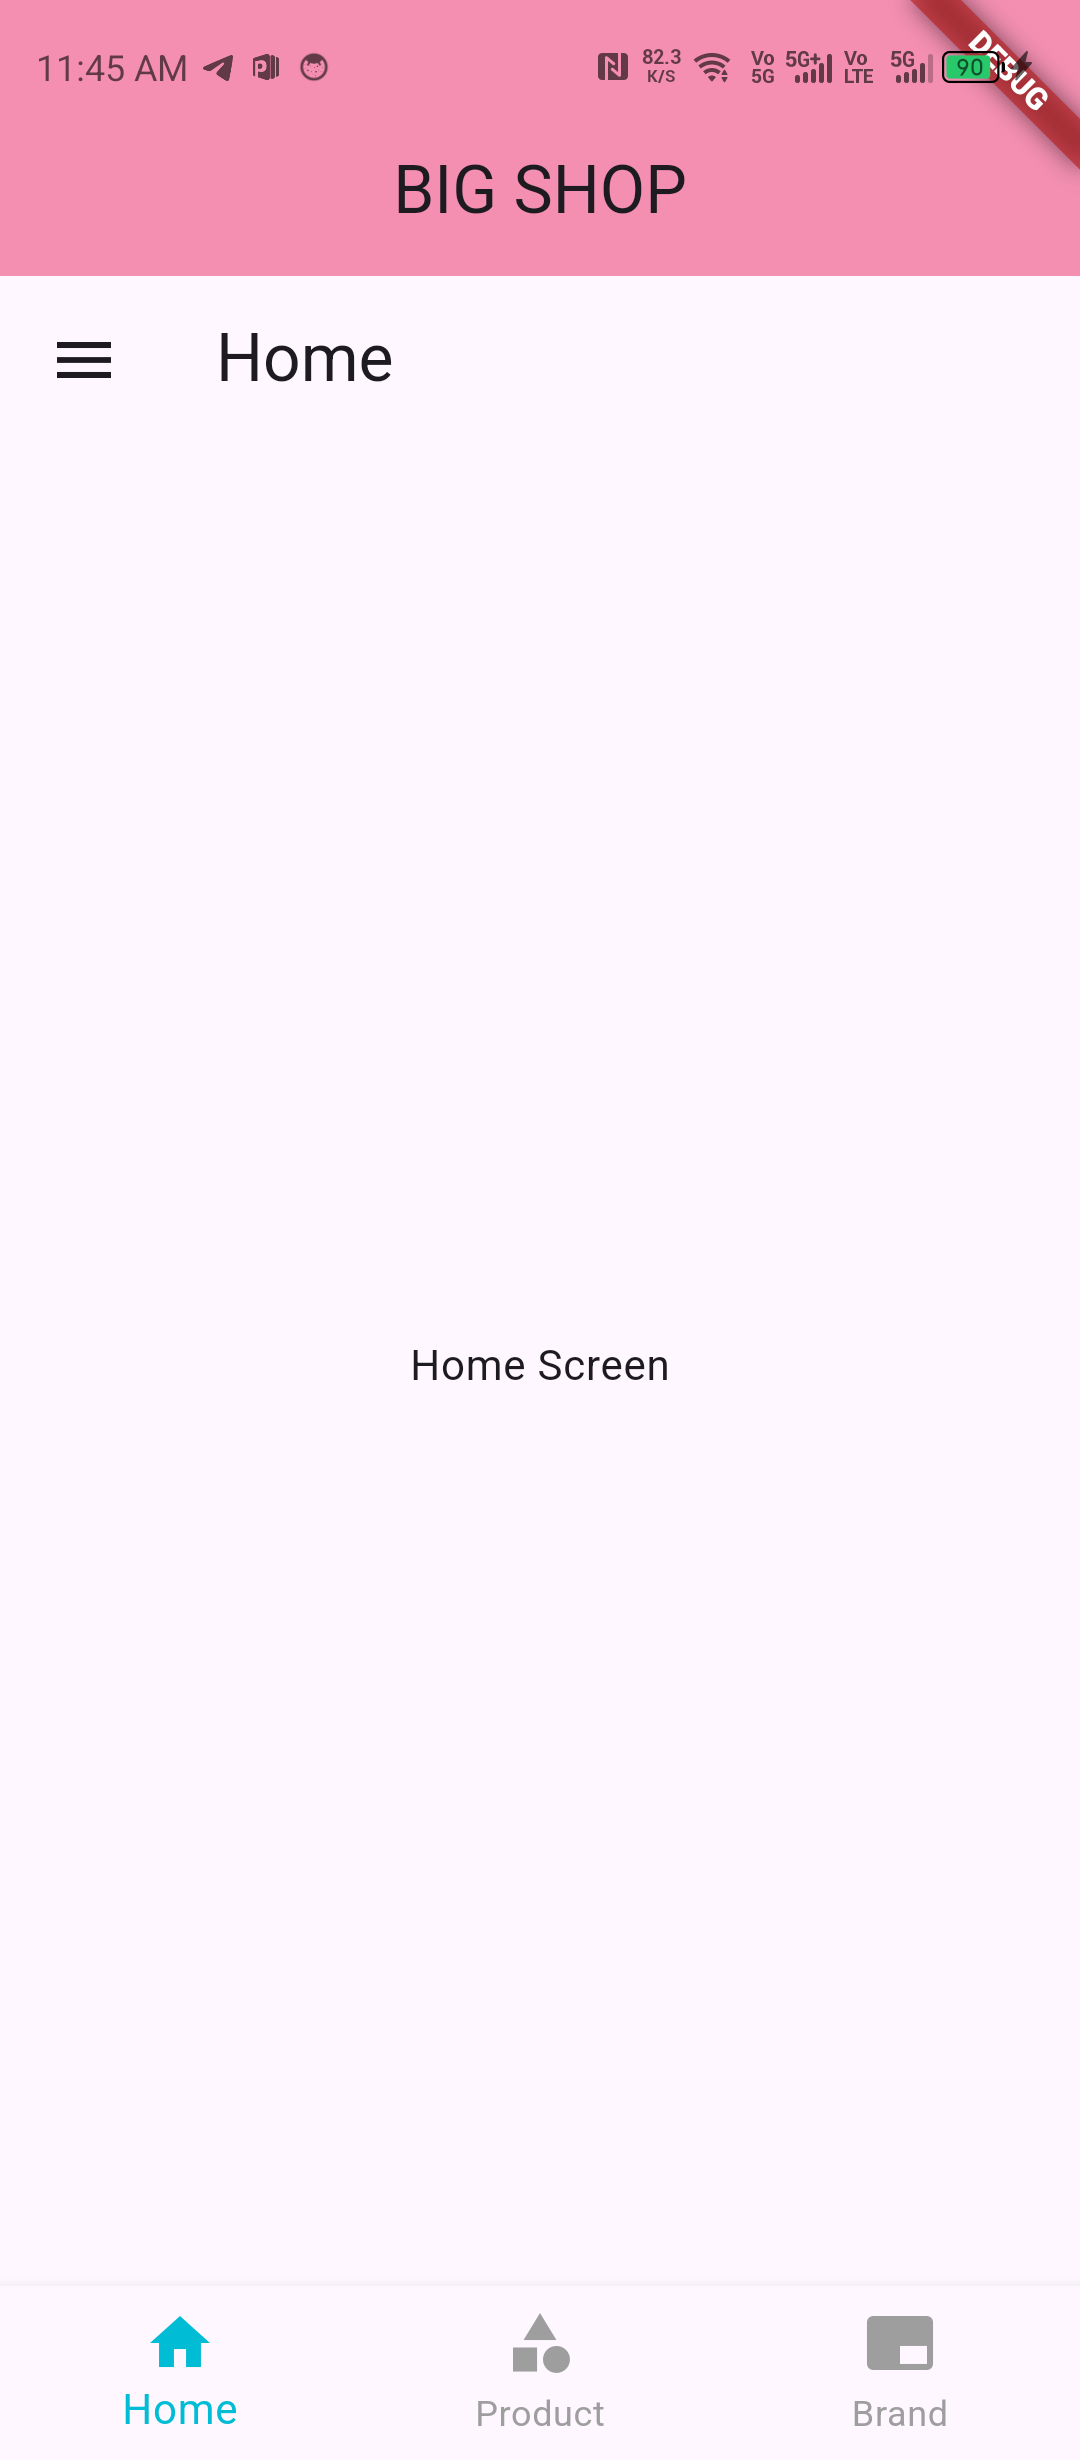 11:45 AM
82.3
K/S
Vo
5G
5G+
Vo
LTE
5G
90
DEBUG
BIG SHOP
Home
Home Screen
Home
Product
Brand